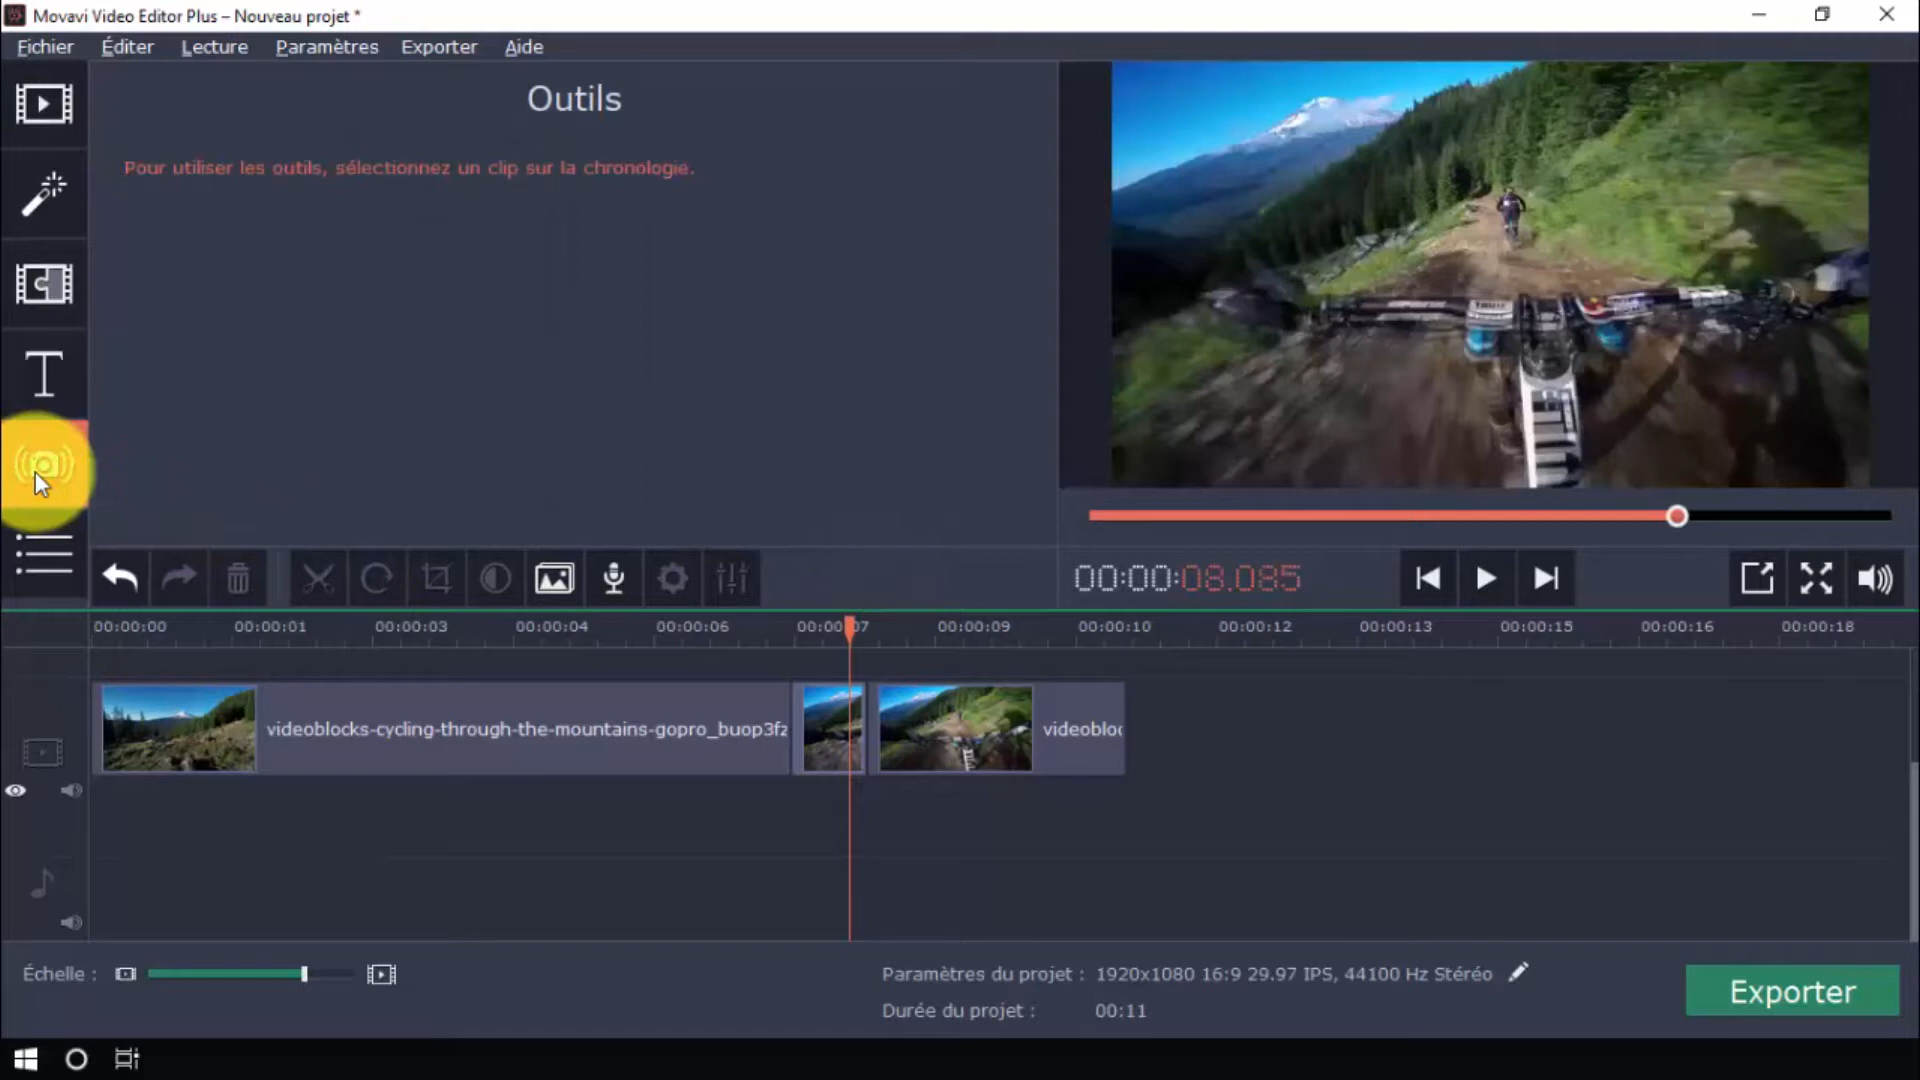 Movavi Video Editor Plus – Nouveau projet *
Fichier Éditer Lecture Paramètres Exporter Aide
Outils
Pour utiliser les outils, sélectionnez un clip sur la chronologie.
T
00:00:08.085
00:00:00 00:00:01 00:00:03 00:00:04 00:00:06 00:00:07 00:00:09 00:00:10 00:00:12 00:00:13 00:00:15 00:00:16 00:00:18
videoblocks-cycling-through-the-mountains-gopro_buop3fz videobloc
Échelle : Paramètres du projet : 1920x1080 16:9 29.97 IPS, 44100 Hz Stéréo
Exporter
Durée du projet : 00:11